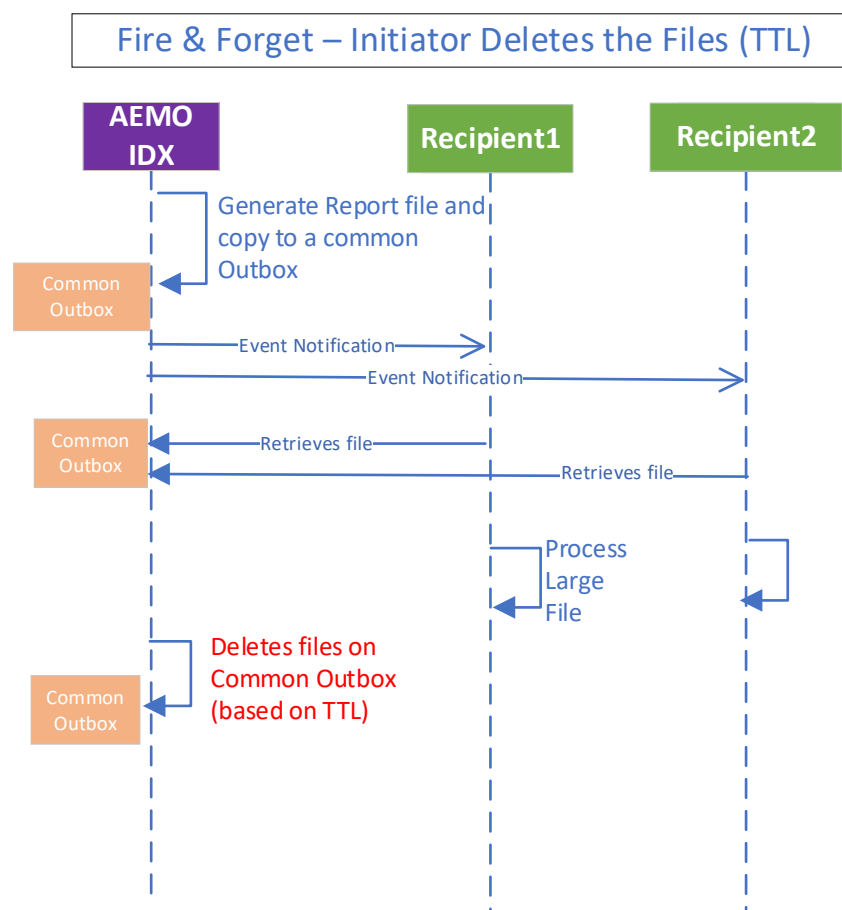 Fire & Forget – Initiator Deletes the Files (TTL)
AEMO
IDX
Recipient1
Recipient2
Generate Report file and
copy to a common
Outbox
Common
Outbox
Event Notification
Event Notification
Common
Outbox
Retrieves file
Retrieves file
Process
Large
File
Deletes files on
Common Outbox
(based on TTL)
Common
Outbox